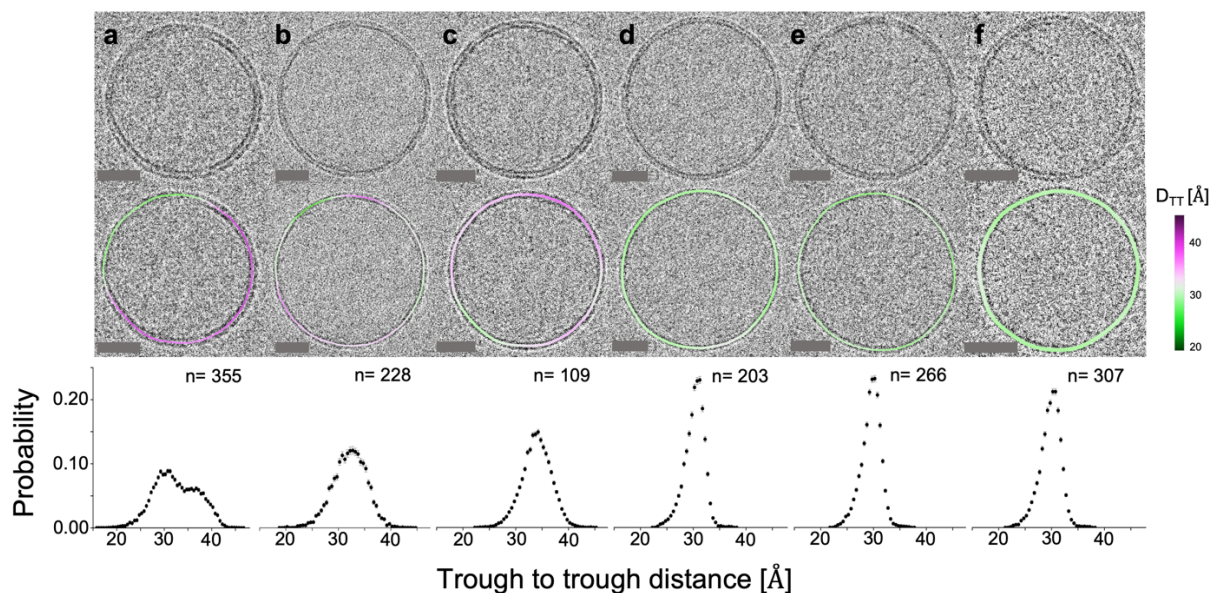 a b c d e f
D_TT [Å]
40
30
20
n= 355 n= 228 n= 109 n= 203 n= 266 n= 307
0.20
0.10
0.00
Probability
20 30 40 20 30 40 20 30 40 20 30 40 20 30 40 20 30 40
Trough to trough distance [Å]